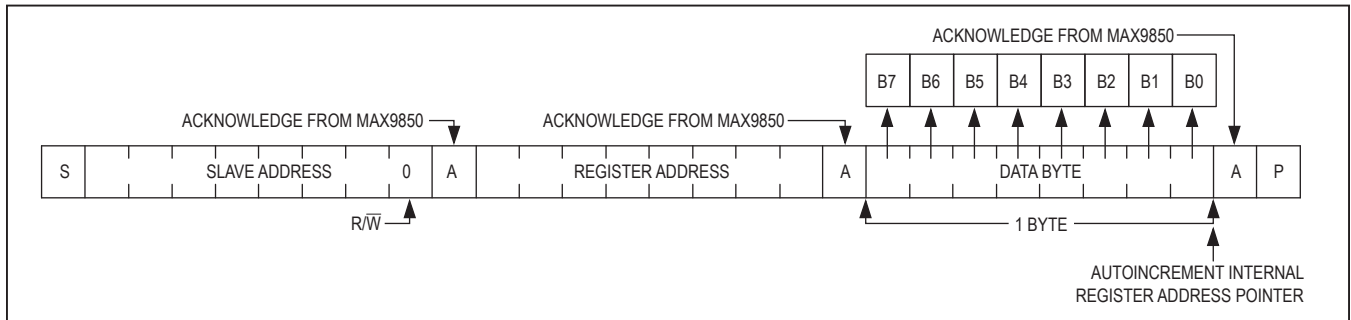 ACKNOWLEDGE FROM MAX9850
B7 B6 B5 B4 B3 B2 B1 B0
ACKNOWLEDGE FROM MAX9850 ACKNOWLEDGE FROM MAX9850
S SLAVE ADDRESS 0 A REGISTER ADDRESS A DATA BYTE A P
R/W̅ 1 BYTE
AUTOINCREMENT INTERNAL
REGISTER ADDRESS POINTER